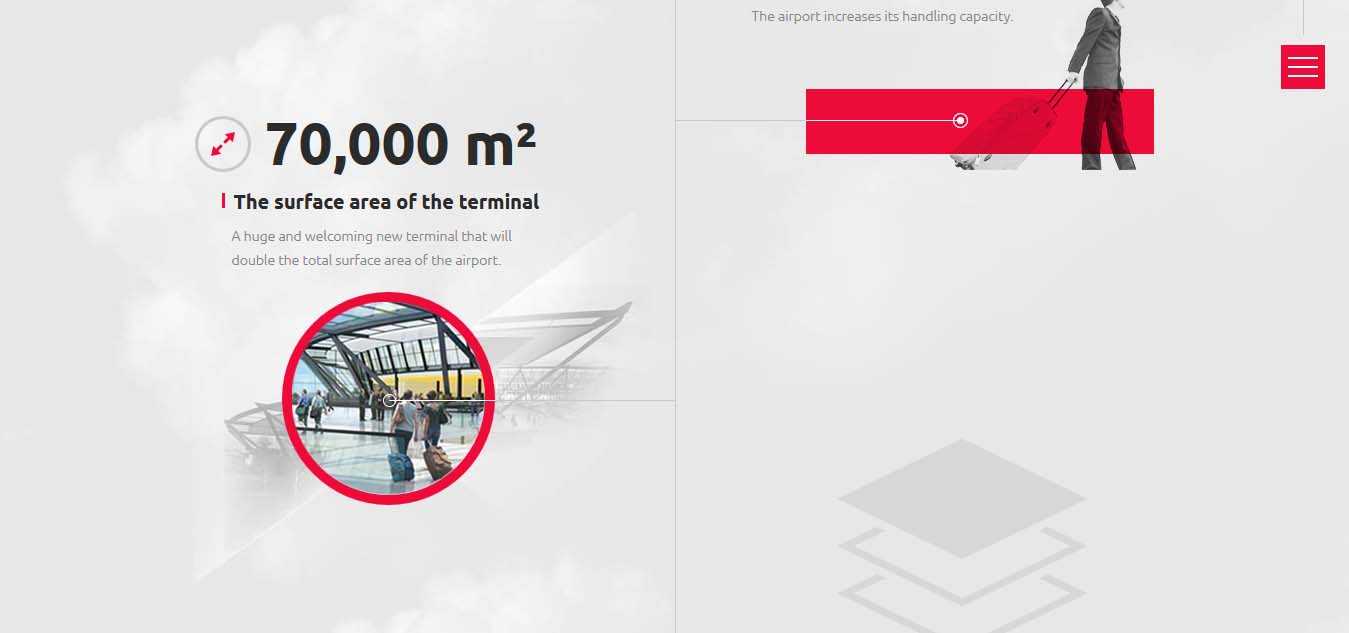 The airport increases its handling capacity.
70,000 m²
The surface area of the terminal
A huge and welcoming new terminal that will
double the total surface area of the airport.